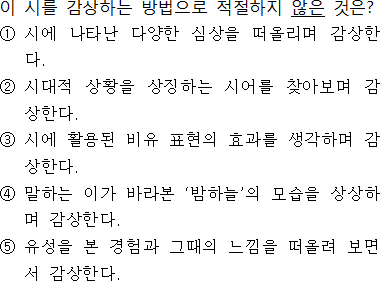 이 시를 감상하는 방법으로 적절하지 않은 것은?
① 시에 나타난 다양한 심상을 떠올리며 감상한
다.
② 시대적 상황을 상징하는 시어를 찾아보며 감
상한다.
③ 시에 활용된 비유 표현의 효과를 생각하며 감
상한다.
④ 말하는 이가 바라본 ‘밤하늘’의 모습을 상상하
며 감상한다.
⑤ 유성을 본 경험과 그때의 느낌을 떠올려 보면
서 감상한다.